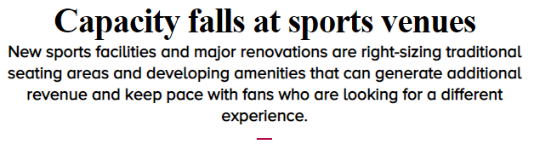 Capacity falls at sports venues
New sports facilities and major renovations are right-sizing traditional
seating areas and developing amenities that can generate additional
revenue and keep pace with fans who are looking for a different
experience.